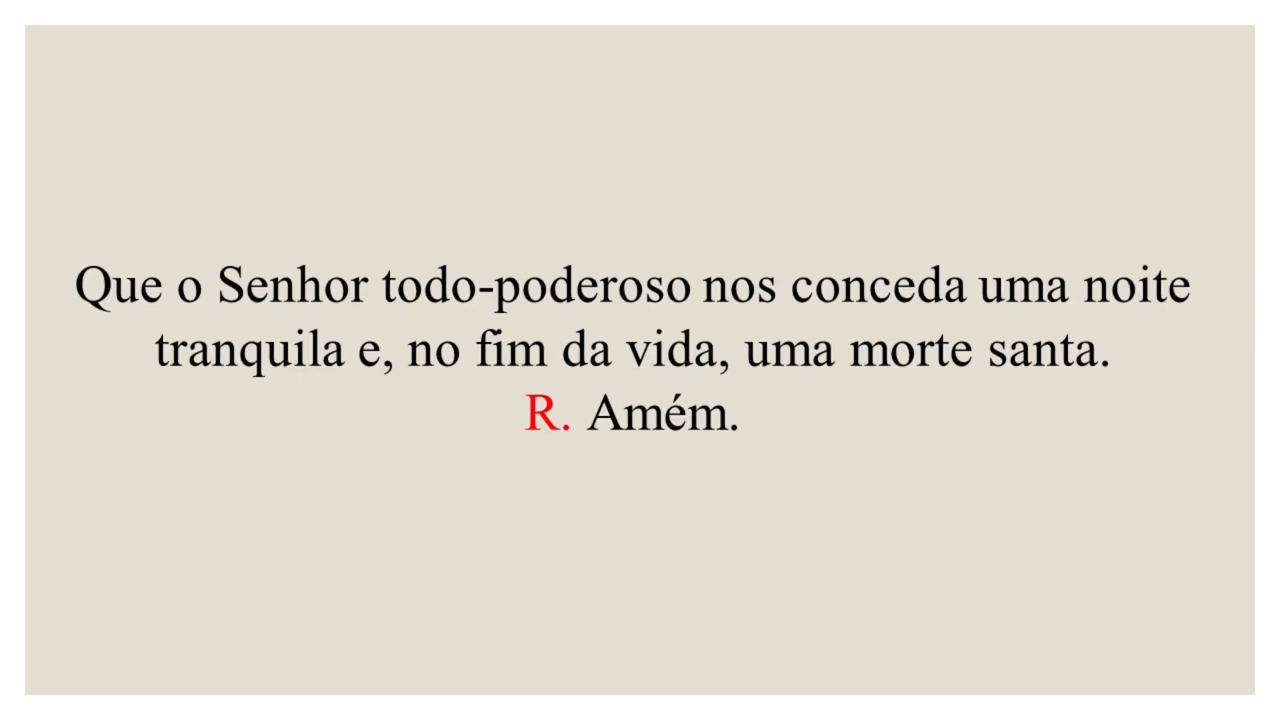 Que o Senhor todo-poderoso nos conceda uma noite
tranquila e, no fim da vida, uma morte santa.
R. Amém.